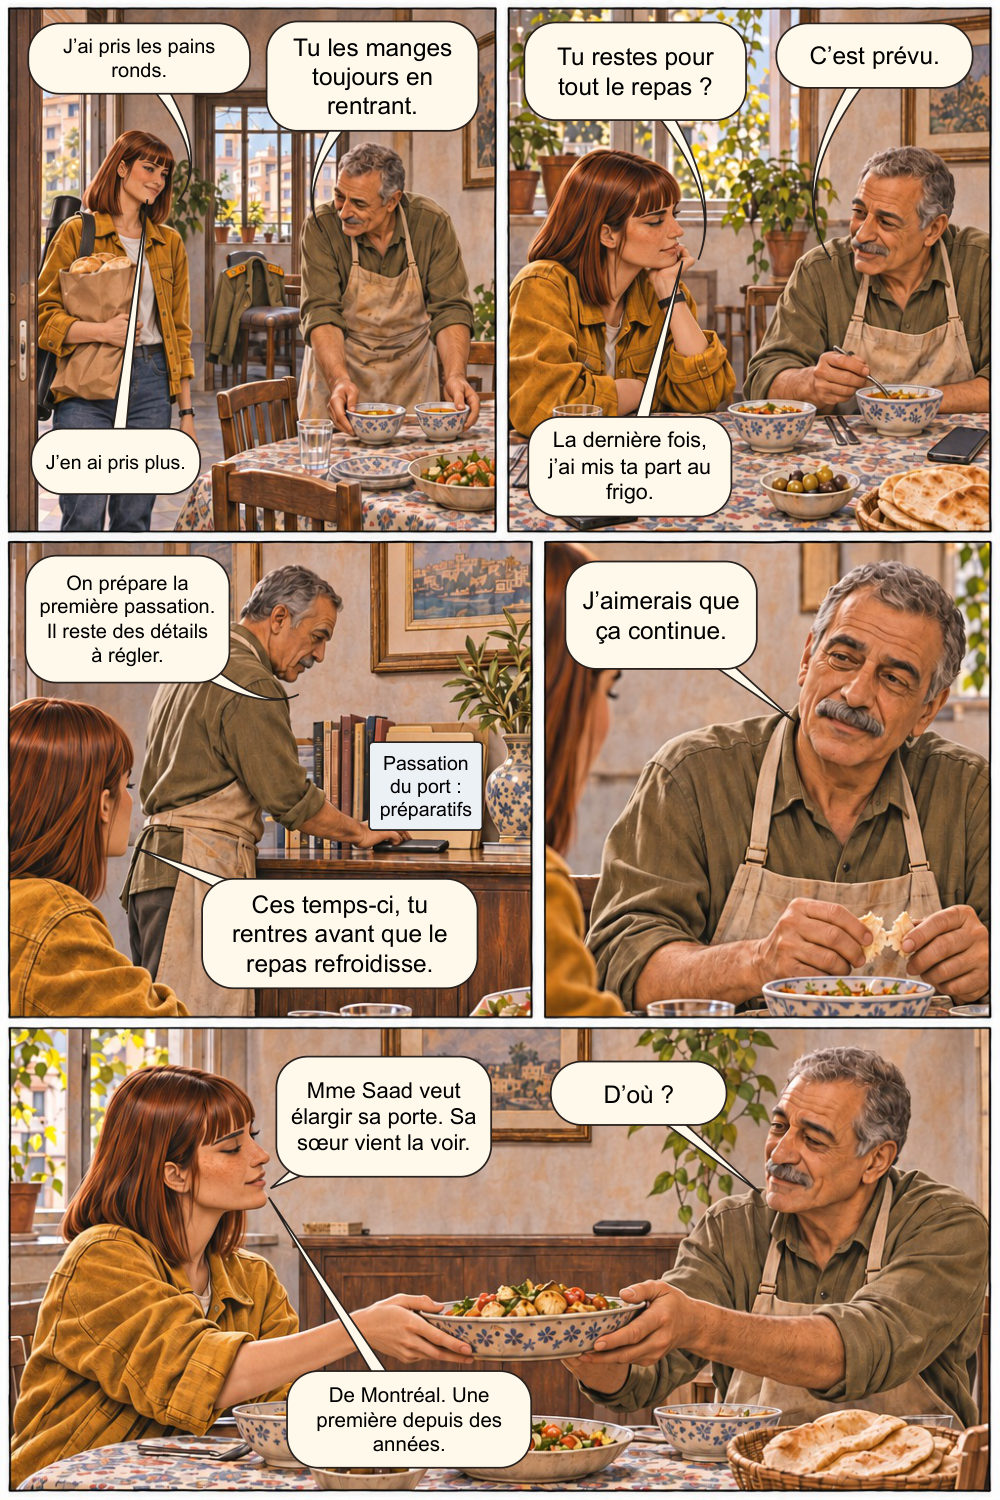 J'ai pris les pains
ronds.
Tu les manges
toujours en
rentrant.
J'en ai pris plus.
Tu restes pour
tout le repas ?
C'est prévu.
La dernière fois,
j'ai mis ta part au
frigo.
On prépare la
première passation.
Il reste des détails
à régler.
Passation
du port :
préparatifs
Ces temps-ci, tu
rentres avant que le
repas refroidisse.
J'aimerais que
ça continue.
Mme Saad veut
élargir sa porte. Sa
sœur vient la voir.
D'où ?
De Montréal. Une
première depuis des
années.